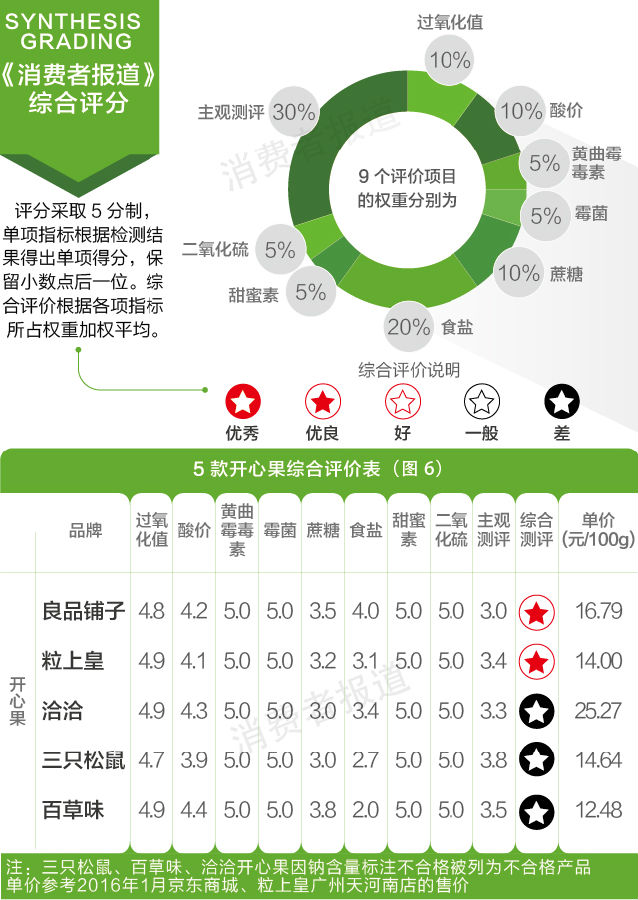 SYNTHESIS
GRADING
《消费者报道》
综合评分
评分采取5分制，
单项指标根据检测结
果得出单项得分，保
留小数点后一位。综
合评价根据各项指标
所占权重加权平均。
过氧化值
10%
10% 酸价
主观测评 30%
5% 黄曲霉
毒素
9个评价项目
的权重分别为
5% 霉菌
二氧化硫 5%
10% 蔗糖
甜蜜素 5%
20% 食盐
消费者报道
综合评价说明
优秀 优良 好 一般 差
5款开心果综合评价表（图6）
品牌 过氧化值 酸价 黄曲霉毒素 霉菌 蔗糖 食盐 甜蜜素 二氧化硫 主观测评 综合测评 单价(元/100g)
开心果
良品铺子 4.8 4.2 5.0 5.0 3.5 4.0 5.0 5.0 3.0 16.79
粒上皇 4.9 4.1 5.0 5.0 3.2 3.1 5.0 5.0 3.4 14.00
洽洽 4.9 4.3 5.0 5.0 3.0 3.4 5.0 5.0 3.3 25.27
三只松鼠 4.7 3.9 5.0 5.0 3.0 2.7 5.0 5.0 3.8 14.64
百草味 4.9 4.4 5.0 5.0 3.8 2.0 5.0 5.0 3.5 12.48
消费者报道
注：三只松鼠、百草味、洽洽开心果因钠含量标注不合格被列为不合格产品
单价参考2016年1月京东商城、粒上皇广州天河南店的售价